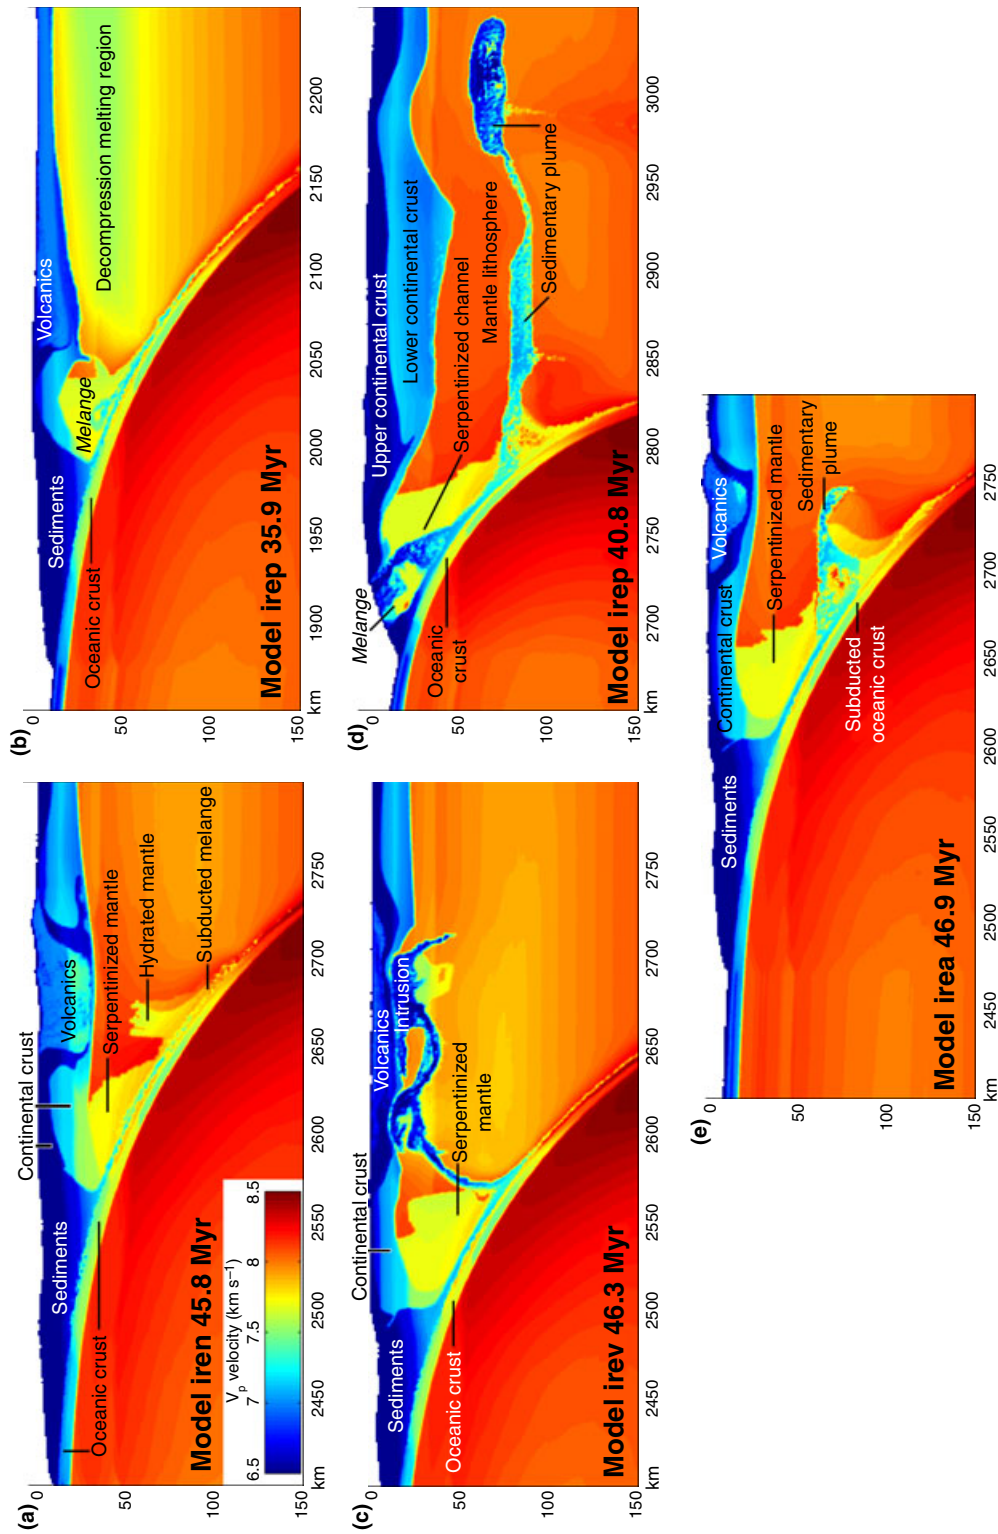 (a)
0
50
100
150
km
2450
2500
2550
2600
2650
2700
2750
Continental crust
Sediments
Volcanics
Serpentinized mantle
Hydrated mantle
Subducted melange
Oceanic crust
Model iren 45.8 Myr
Vp velocity (km s−1)
6.5
7
7.5
8
8.5
(b)
0
50
100
150
km
1900
1950
2000
2050
2100
2150
2200
Sediments
Volcanics
Melange
Decompression melting region
Oceanic crust
Model irep 35.9 Myr
(c)
0
50
100
150
km
2450
2500
2550
2600
2650
2700
2750
Continental crust
Sediments
Volcanics
Intrusion
Serpentinized
mantle
Oceanic crust
Model irev 46.3 Myr
(d)
0
50
100
150
km
2700
2750
2800
2850
2900
2950
3000
Melange
Upper continental crust
Lower continental crust
Serpentinized channel
Mantle lithosphere
Sedimentary plume
Oceanic
crust
Model irep 40.8 Myr
(e)
0
50
100
150
km
2450
2500
2550
2600
2650
2700
2750
Sediments
Continental crust
Volcanics
Serpentinized mantle
Sedimentary
plume
Subducted
oceanic crust
Model irea 46.9 Myr